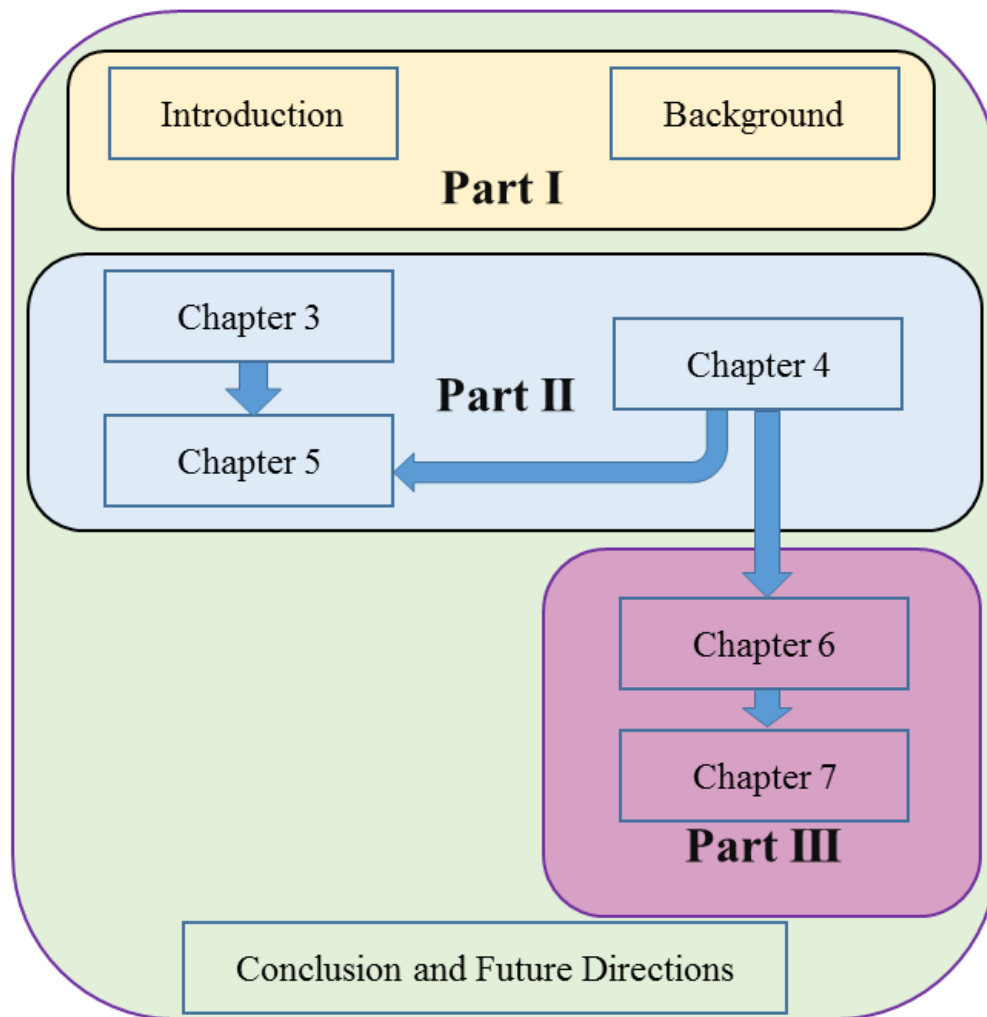 Introduction
Background
Part I
Chapter 3
Chapter 4
Part II
Chapter 5
Chapter 6
Chapter 7
Part III
Conclusion and Future Directions